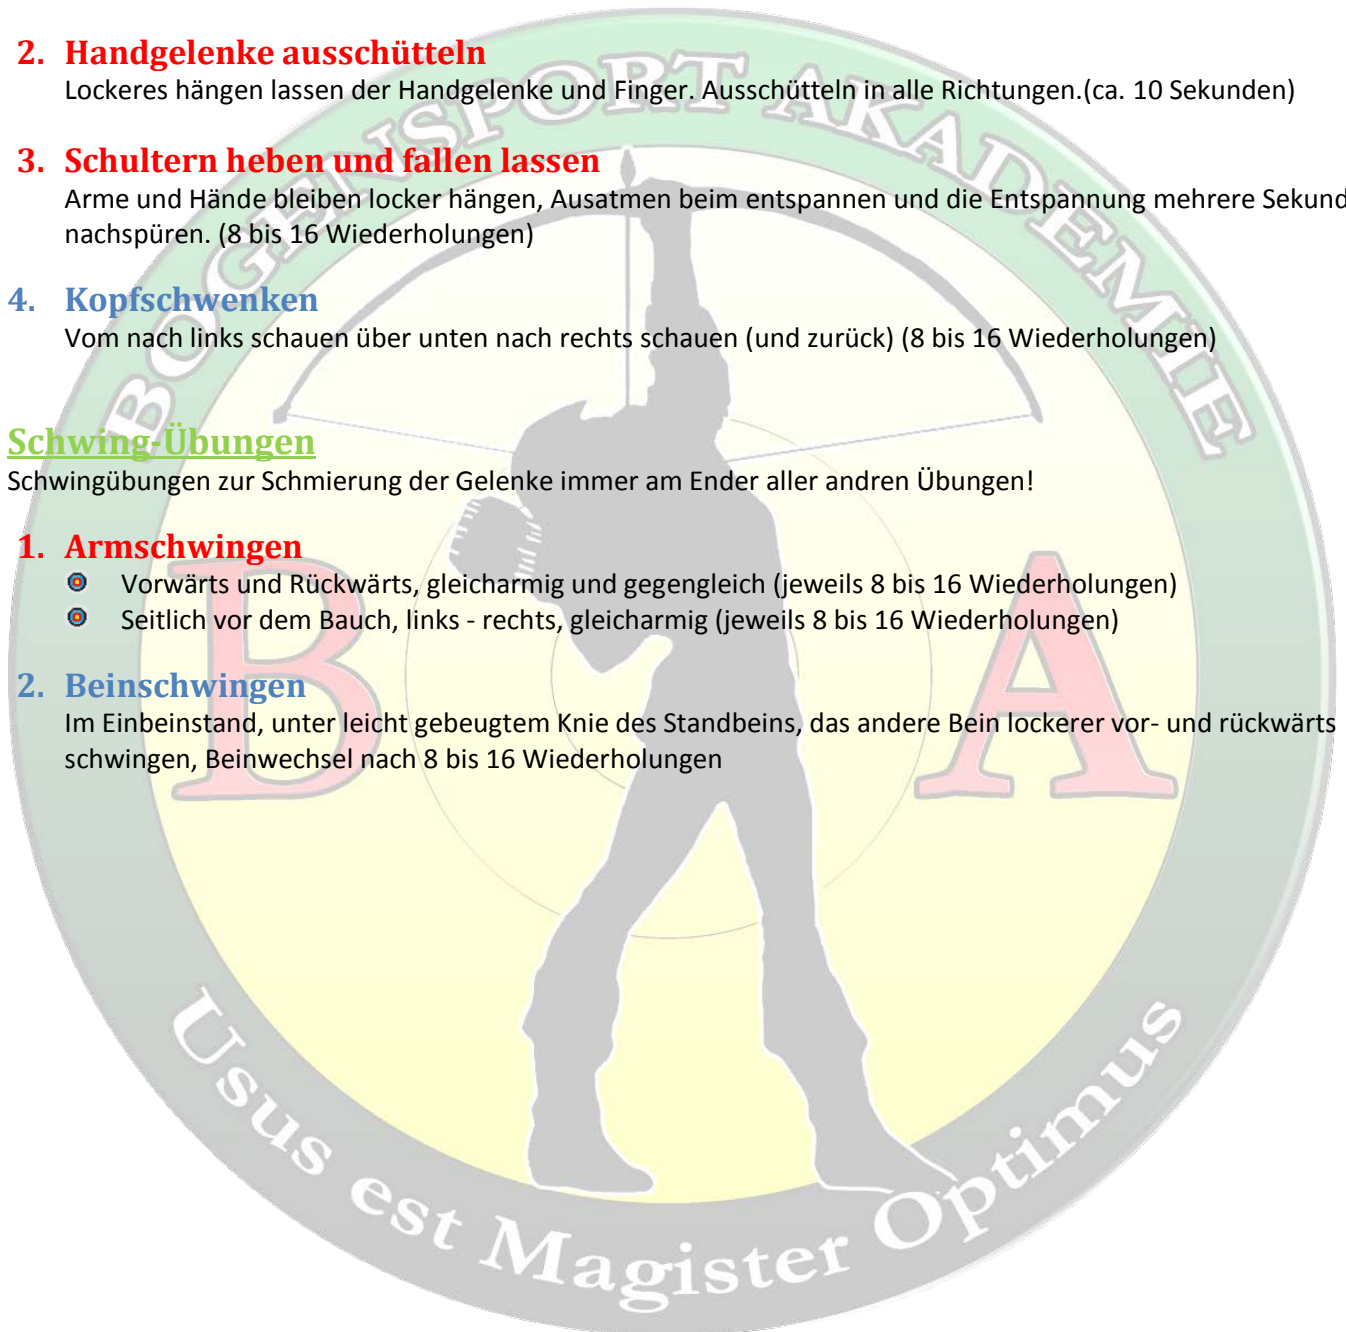 2. Handgelenke ausschütteln
Lockeres hängen lassen der Handgelenke und Finger. Ausschütteln in alle Richtungen.(ca. 10 Sekunden)
3. Schultern heben und fallen lassen
Arme und Hände bleiben locker hängen, Ausatmen beim entspannen und die Entspannung mehrere Sekund
nachspüren. (8 bis 16 Wiederholungen)
4. Kopfschwenken
Vom nach links schauen über unten nach rechts schauen (und zurück) (8 bis 16 Wiederholungen)
Schwing-Übungen
Schwingübungen zur Schmierung der Gelenke immer am Ender aller andren Übungen!
1. Armschwingen
Vorwärts und Rückwärts, gleicharmig und gegengleich (jeweils 8 bis 16 Wiederholungen)
Seitlich vor dem Bauch, links - rechts, gleicharmig (jeweils 8 bis 16 Wiederholungen)
2. Beinschwingen
Im Einbeinstand, unter leicht gebeugtem Knie des Standbeins, das andere Bein lockerer vor- und rückwärts
schwingen, Beinwechsel nach 8 bis 16 Wiederholungen
BOGENSPORT AKADEMIE
B A
Usus est Magister Optimus